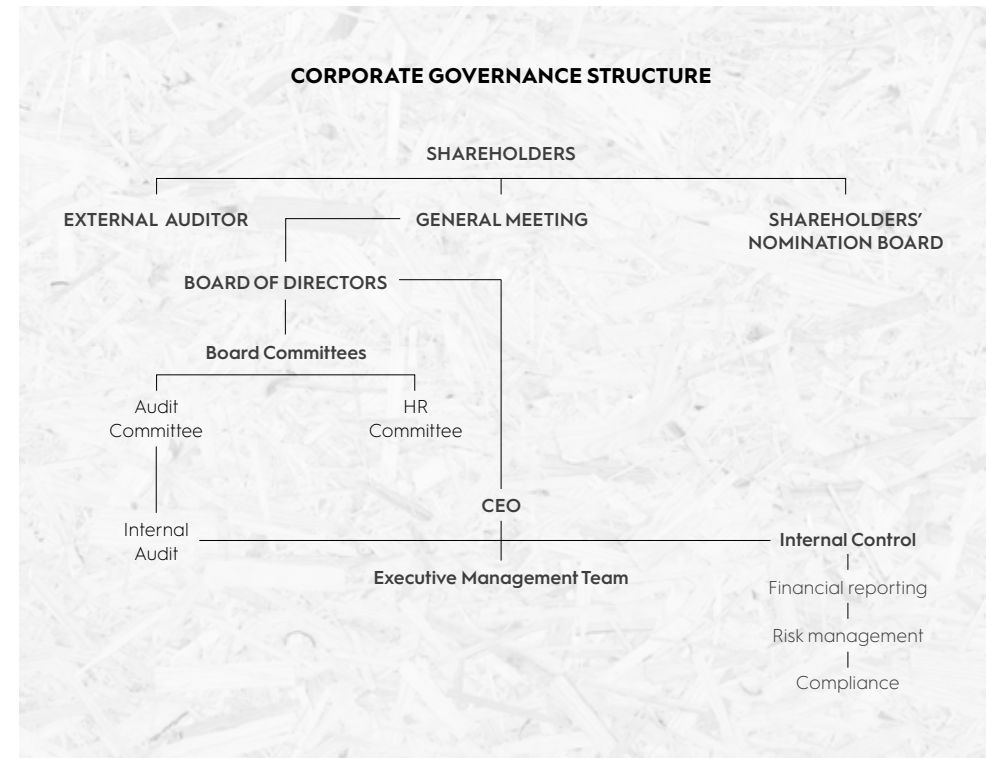 CORPORATE GOVERNANCE STRUCTURE
SHAREHOLDERS
EXTERNAL AUDITOR
GENERAL MEETING
SHAREHOLDERS'
NOMINATION BOARD
BOARD OF DIRECTORS
Board Committees
Audit
Committee
HR
Committee
CEO
Internal
Audit
Internal Control
Executive Management Team
Financial reporting
Risk management
Compliance